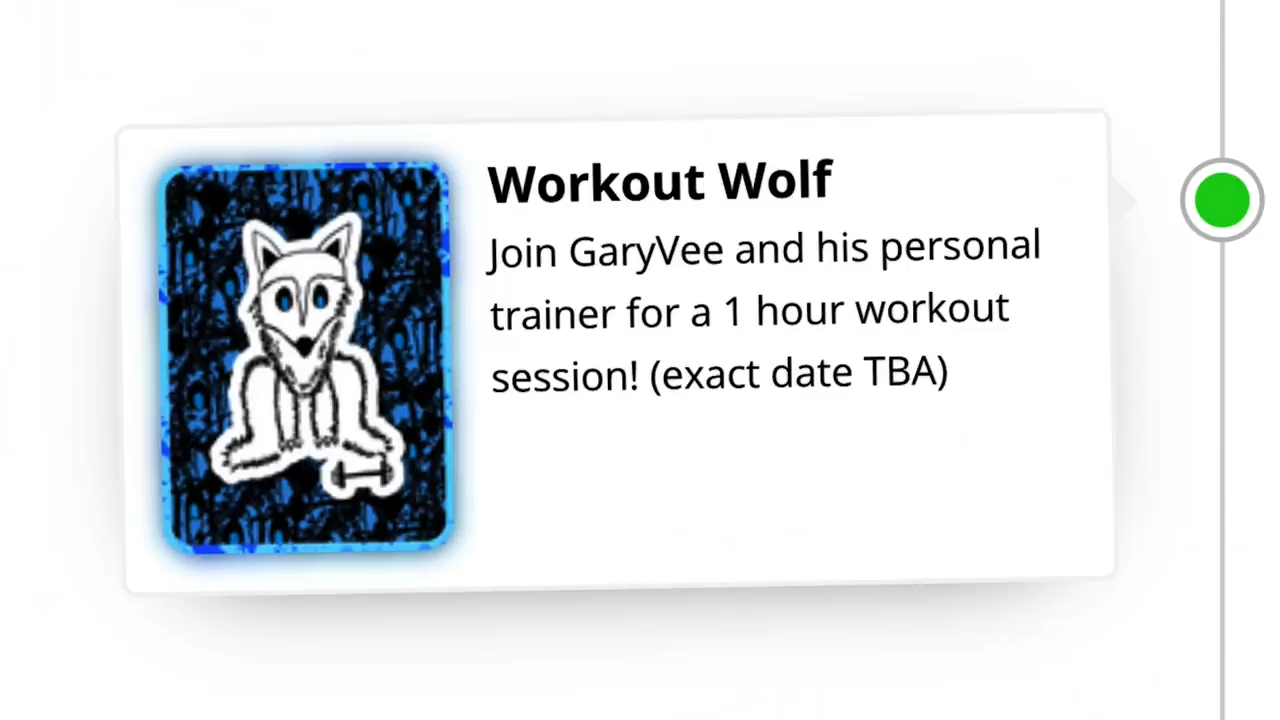 Workout Wolf
Join GaryVee and his personal
trainer for a 1 hour workout
session! (exact date TBA)